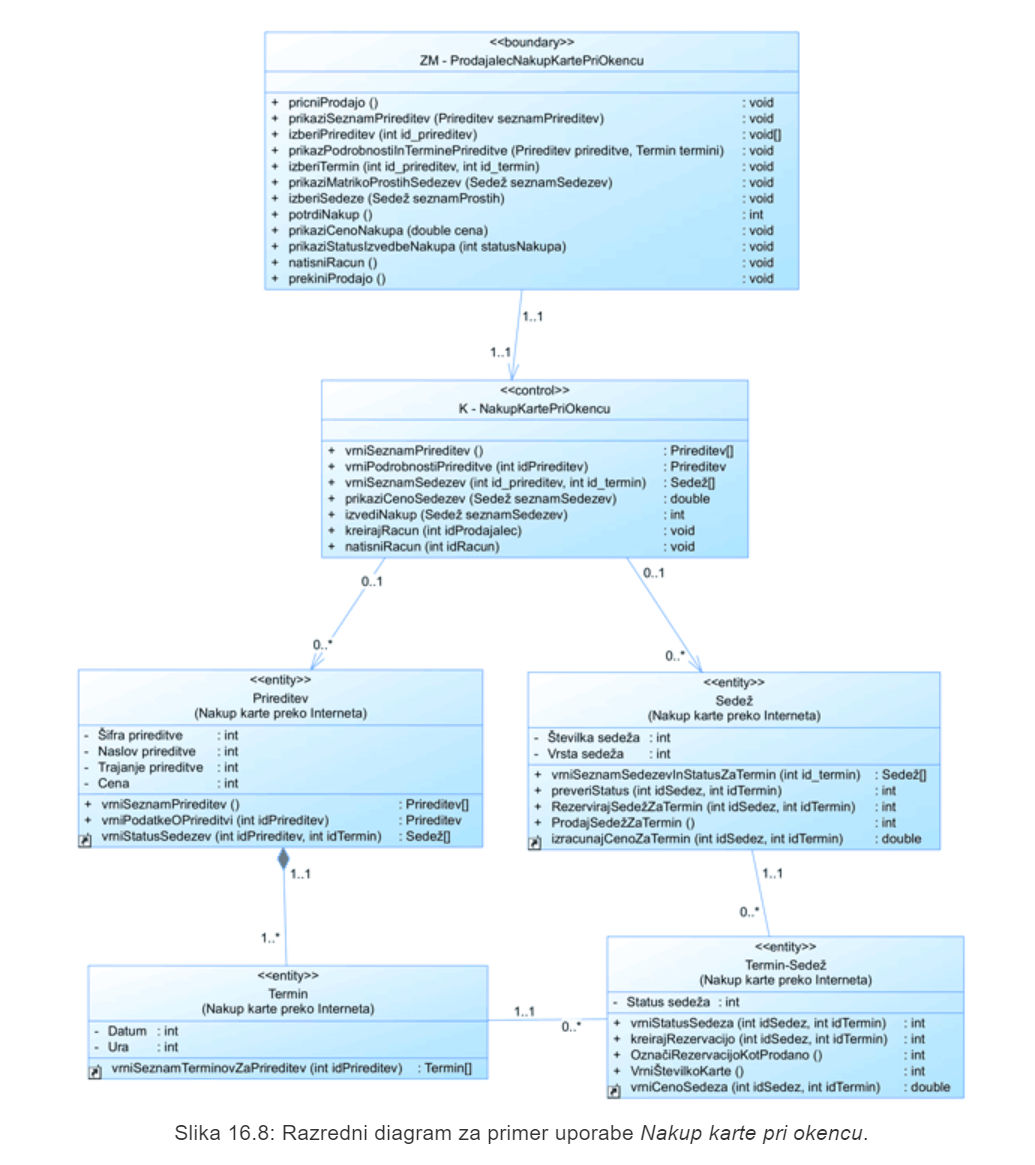 <<boundary>>
ZM - ProdajalecNakupKartePriOkencu
+ pricniProdajo () : void
+ prikaziSeznamPrireditev (Prireditev seznamPrireditev) : void
+ izberiPrireditev (int id_prireditev) : void[]
+ prikazPodrobnostiInTerminePrireditve (Prireditev prireditve, Termin termini) : void
+ izberiTermin (int id_prireditev, int id_termin) : void
+ prikaziMatrikoProstihSedezev (Sedež seznamSedezev) : void
+ izberiSedeze (Sedež seznamProstih) : void
+ potrdiNakup () : int
+ prikaziCenoNakupa (double cena) : void
+ prikaziStatusIzvedbeNakupa (int statusNakupa) : void
+ natisniRacun () : void
+ prekiniProdajo () : void
1..1
1..1
<<control>>
K - NakupKartePriOkencu
+ vrniSeznamPrireditev () : Prireditev[]
+ vrniPodrobnostiPrireditve (int idPrireditev) : Prireditev
+ vrniSeznamSedezev (int id_prireditev, int id_termin) : Sedež[]
+ prikaziCenoSedezev (Sedež seznamSedezev) : double
+ izvediNakup (Sedež seznamSedezev) : int
+ kreirajRacun (int idProdajalec) : void
+ natisniRacun (int idRacun) : void
0..1
0..1
0..*
0..*
<<entity>>
Prireditev
(Nakup karte preko Interneta)
- Šifra prireditve : int
- Naslov prireditve : int
- Trajanje prireditve : int
- Cena : int
+ vrniSeznamPrireditev () : Prireditev[]
+ vrniPodatkeOPrireditvi (int idPrireditev) : Prireditev
vrniStatusSedezev (int idPrireditev, int idTermin) : Sedež[]
<<entity>>
Sedež
(Nakup karte preko Interneta)
- Številka sedeža : int
- Vrsta sedeža : int
+ vrniSeznamSedezevInStatusZaTermin (int id_termin) : Sedež[]
+ preveriStatus (int idSedez, int idTermin) : int
+ RezervirajSedežZaTermin (int idSedez, int idTermin) : int
+ ProdajSedežZaTermin () : int
izracunajCenoZaTermin (int idSedez, int idTermin) : double
1..1
1..*
1..1
0..*
<<entity>>
Termin
(Nakup karte preko Interneta)
- Datum : int
- Ura : int
vrniSeznamTerminovZaPrireditev (int idPrireditev) : Termin[]
1..1
0..*
<<entity>>
Termin-Sedež
(Nakup karte preko Interneta)
- Status sedeža : int
+ vrniStatusSedeza (int idSedez, int idTermin) : int
+ kreirajRezervacijo (int idSedez, int idTermin) : int
+ OznačiRezervacijoKotProdano () : int
+ VrniŠtevilkoKarte () : int
vrniCenoSedeza (int idSedez, int idTermin) : double
Slika 16.8: Razredni diagram za primer uporabe Nakup karte pri okencu.